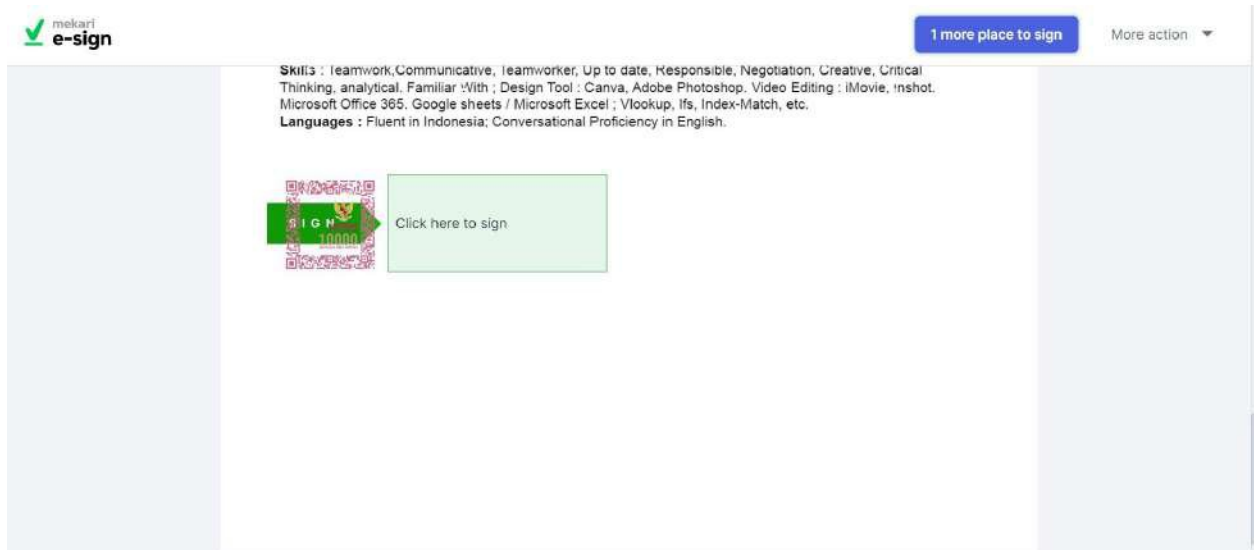 mekari
e-sign
1 more place to sign
More action
Skills : Teamwork,Communicative, Teamworker, Up to date, Responsible, Negotiation, Creative, Critical
Thinking, analytical. Familiar With ; Design Tool : Canva, Adobe Photoshop. Video Editing : iMovie, Inshot.
Microsoft Office 365. Google sheets / Microsoft Excel ; Vlookup, Ifs, Index-Match, etc.
Languages : Fluent in Indonesia; Conversational Proficiency in English.
SIGN
10000
Click here to sign